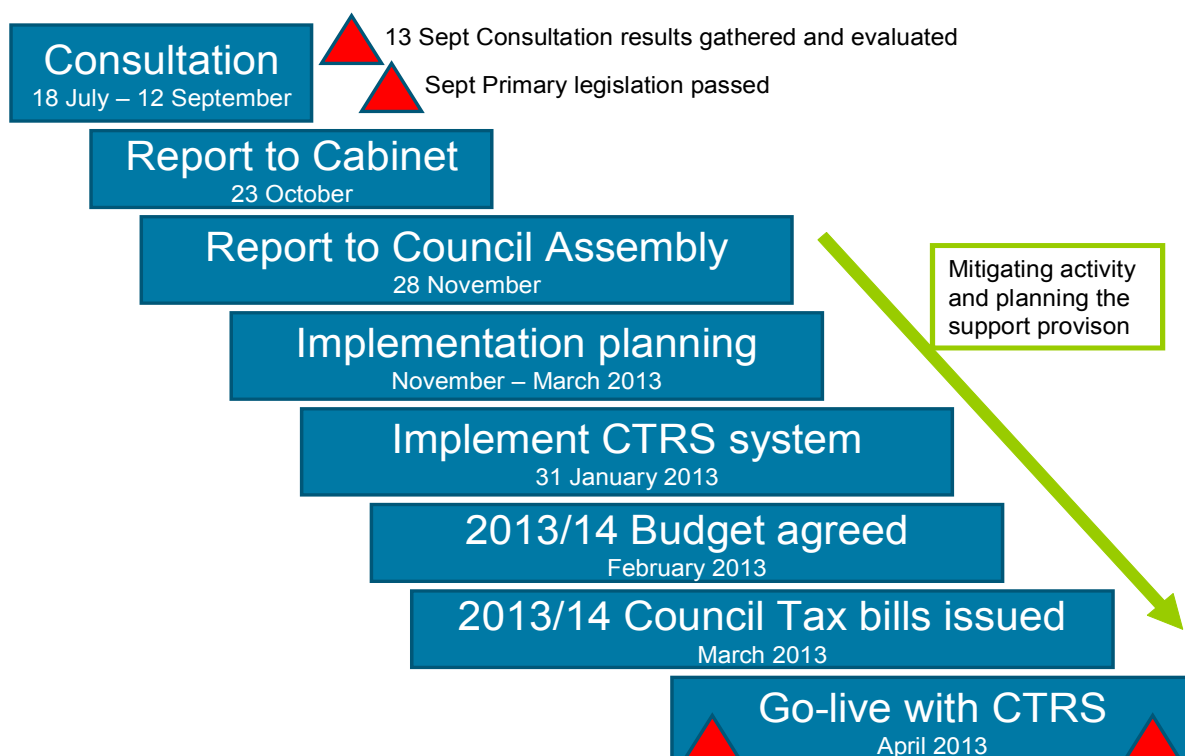 Consultation
18 July – 12 September
13 Sept Consultation results gathered and evaluated
Sept Primary legislation passed
Report to Cabinet
23 October
Report to Council Assembly
28 November
Mitigating activity
and planning the
support provison
Implementation planning
November – March 2013
Implement CTRS system
31 January 2013
2013/14 Budget agreed
February 2013
2013/14 Council Tax bills issued
March 2013
Go-live with CTRS
April 2013